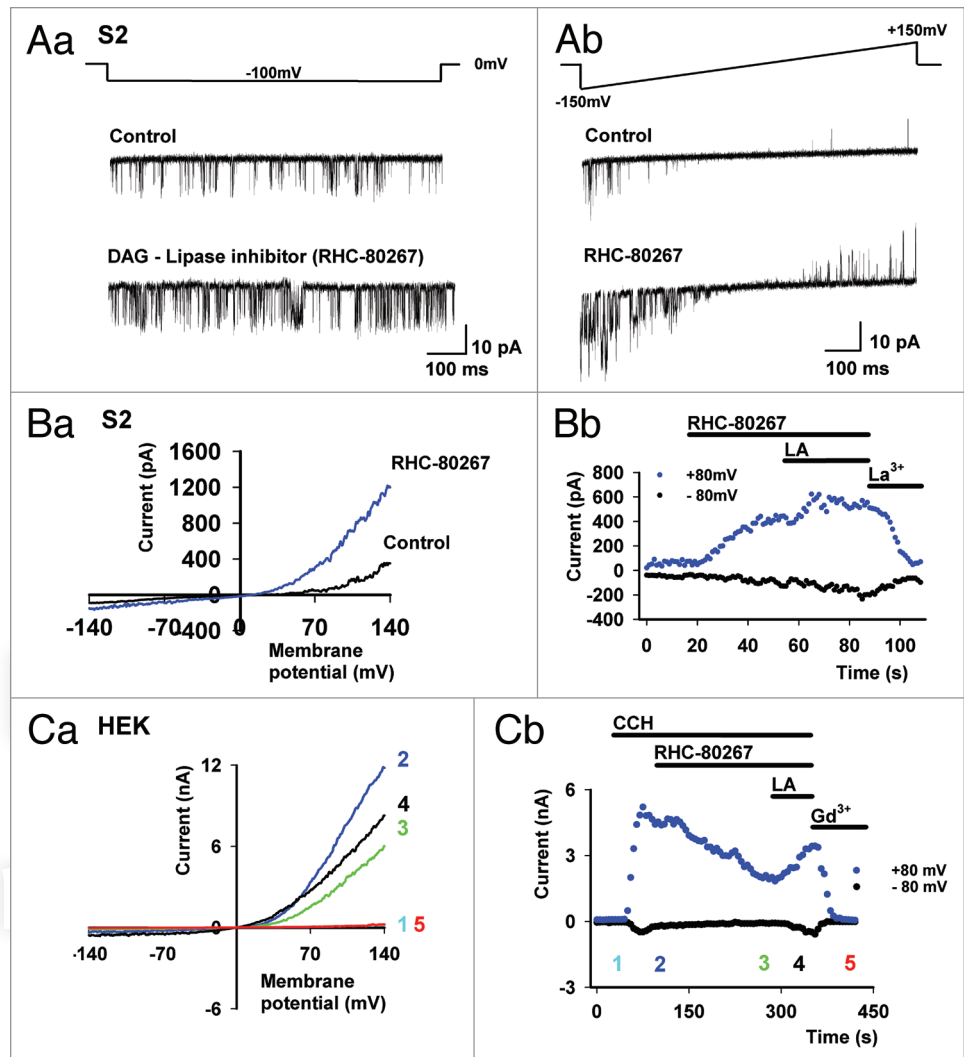 Aa S2
-100mV
0mV
Control
DAG - Lipase inhibitor (RHC-80267)
10 pA
100 ms
Ab
+150mV
-150mV
Control
RHC-80267
10 pA
100 ms
Ba S2
Current (pA)
1600
1200
800
400
0
-400
-140 -70 0 70 140
RHC-80267
Control
Membrane
potential (mV)
Bb
RHC-80267
LA
La³⁺
+80mV
- 80mV
Current (pA)
800
600
400
200
0
-200
-400
0 20 40 60 80 100
Time (s)
Ca HEK
Current (nA)
12
6
0
-6
-140 -70 70 140
2
4
3
1 5
Membrane
potential (mV)
Cb
CCH
RHC-80267
LA
Gd³⁺
+80 mV
- 80 mV
Current (nA)
6
3
0
-3
1 2 3 4 5
0 150 300 450
Time (s)